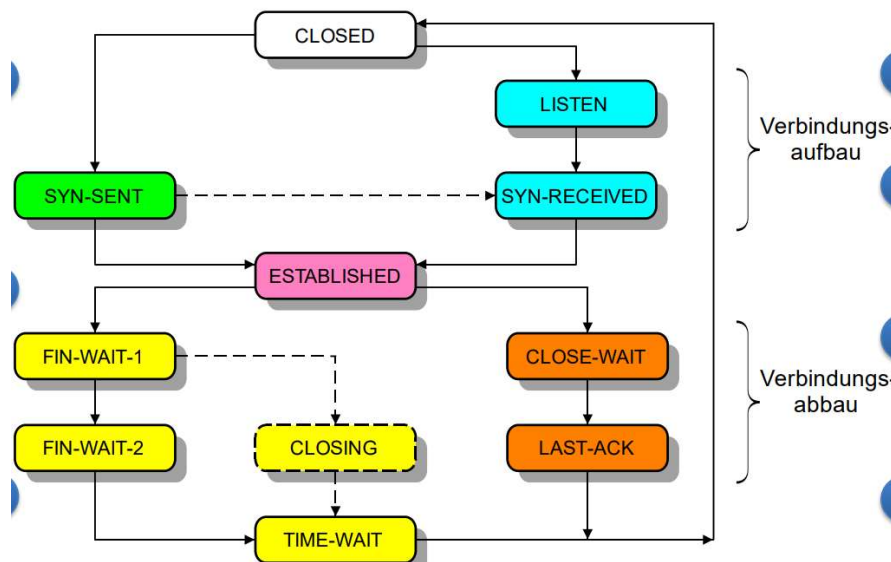 CLOSED
LISTEN
Verbindungs-
aufbau
SYN-SENT
SYN-RECEIVED
ESTABLISHED
FIN-WAIT-1
CLOSE-WAIT
Verbindungs-
abbau
FIN-WAIT-2
CLOSING
LAST-ACK
TIME-WAIT